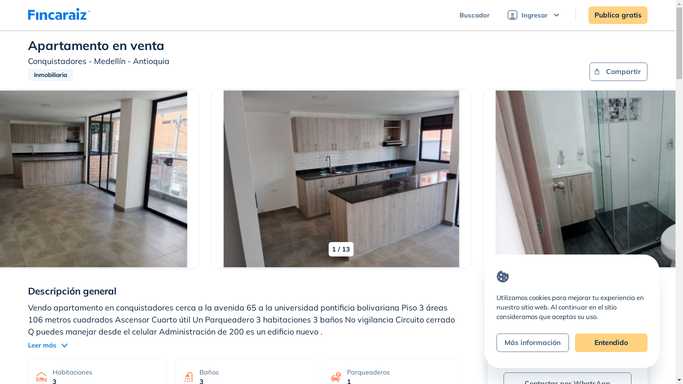 Fincaraiz
Buscador
Ingresar
Publica gratis
Apartamento en venta
Conquistadores - Medellín - Antioquia
Inmobiliaria
Compartir
1 / 13
Descripción general
Vendo apartamento en conquistadores cerca a la avenida 65 a la universidad pontificia bolivariana Piso 3 áreas
106 metros cuadrados Ascensor Cuarto útil Un Parqueadero 3 habitaciones 3 baños No vigilancia Circuito cerrado
Q puedes manejar desde el celular Administración de 200 es un edificio nuevo .
Leer más
Habitaciones
3
Baños
3
Parqueaderos
1
Utilizamos cookies para mejorar tu experiencia en
nuestro sitio web. Al continuar en el sitio
consideramos que aceptas su uso.
Más información
Entendido
Contactar por WhatsApp